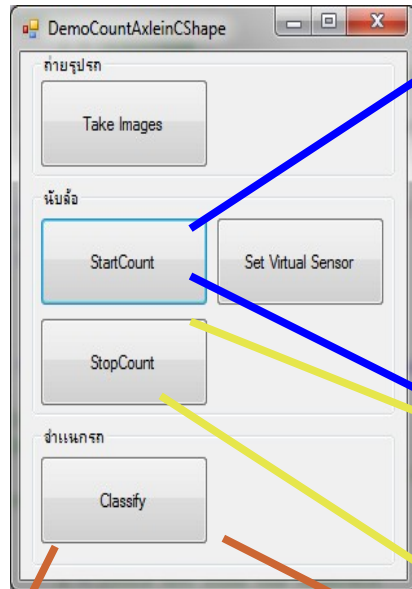 DemoCountAxleinCShape
ถ่ายรูปรถ
Take Images
นับล้อ
StartCount
Set Virtual Sensor
StopCount
จำแนกรถ
Classify